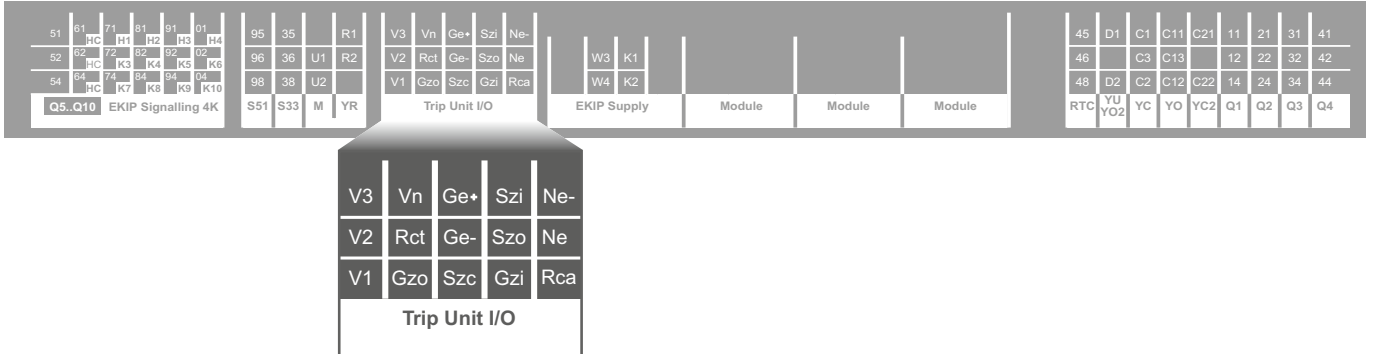 51 61 HC 71 H1 81 H2 91 H3 01 H4 95 35 R1 V3 Vn Ge+ Szi Ne- 45 D1 C1 C11 C21 11 21 31 41
52 62 HC 72 K3 82 K4 92 K5 02 K6 96 36 U1 R2 V2 Rct Ge- Szo Ne W3 K1 46 C3 C13 12 22 32 42
54 64 HC 74 K7 84 K8 94 K9 04 K10 98 38 U2 V1 Gzo Szc Gzi Rca W4 K2 48 D2 C2 C12 C22 14 24 34 44
Q5..Q10 EKIP Signalling 4K S51 S33 M YR Trip Unit I/O EKIP Supply Module Module Module RTC YU YO2 YC YO YC2 Q1 Q2 Q3 Q4
V3 Vn Ge+ Szi Ne-
V2 Rct Ge- Szo Ne
V1 Gzo Szc Gzi Rca
Trip Unit I/O